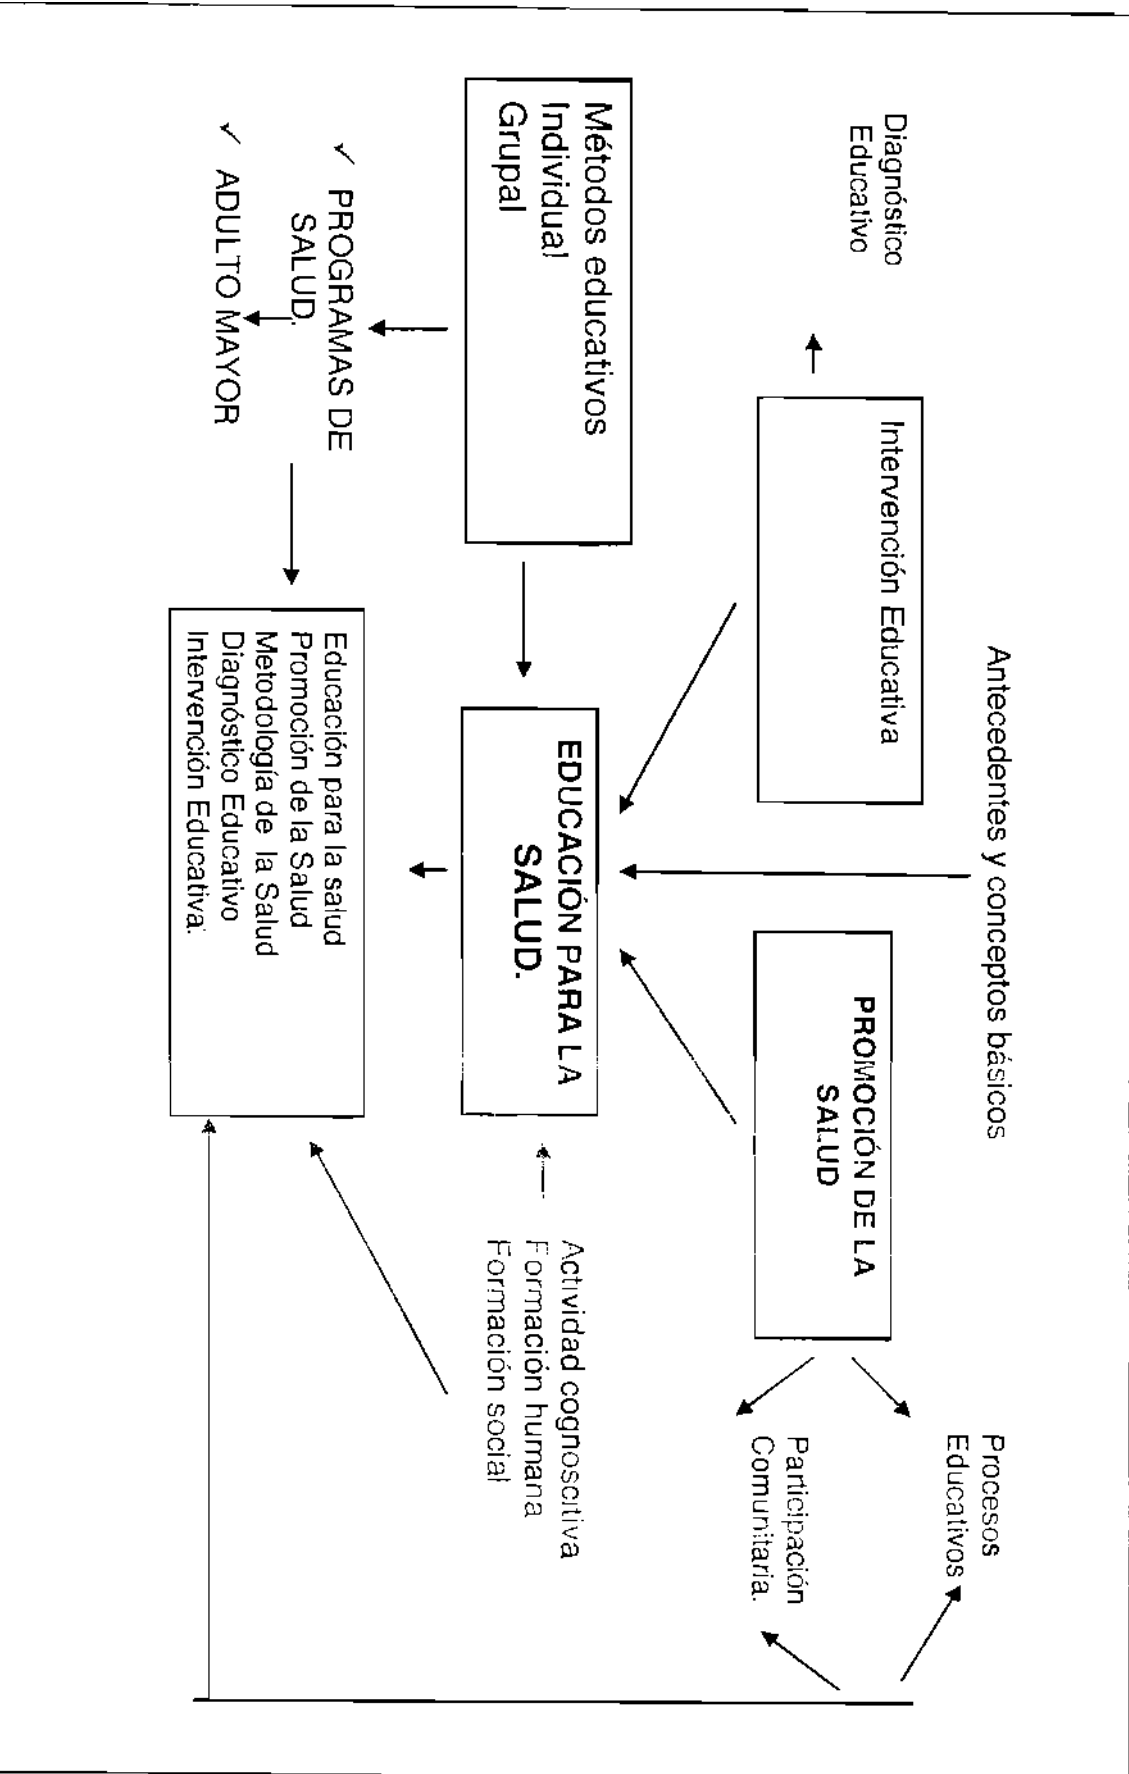 Antecedentes y conceptos básicos
Diagnóstico
Educativo
Intervención Educativa
PROMOCIÓN DE LA
SALUD
Procesos
Educativos
Participación
Comunitaria.
Métodos educativos
Individual
Grupal
EDUCACIÓN PARA LA
SALUD.
Actividad cognoscitiva
Formación humana
Formación social
✓ PROGRAMAS DE
SALUD.
✓ ADULTO MAYOR
Educación para la salud
Promoción de la Salud
Metodología de la Salud
Diagnóstico Educativo
Intervención Educativa.